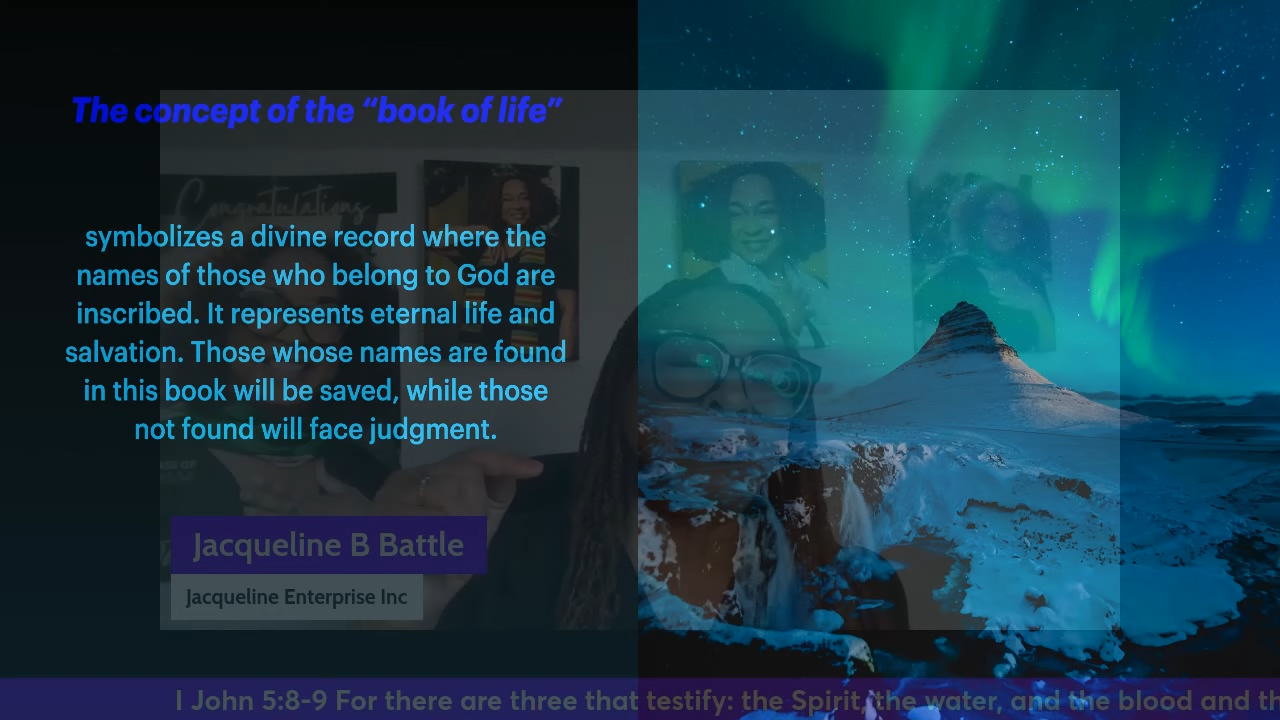 The concept of the “book of life”
Congratulations
symbolizes a divine record where the
names of those who belong to God are
inscribed. It represents eternal life and
salvation. Those whose names are found
in this book will be saved, while those
not found will face judgment.
Jacqueline B Battle
Jacqueline Enterprise Inc
I John 5:8-9 For there are three that testify: the Spirit, the water, and the blood and th